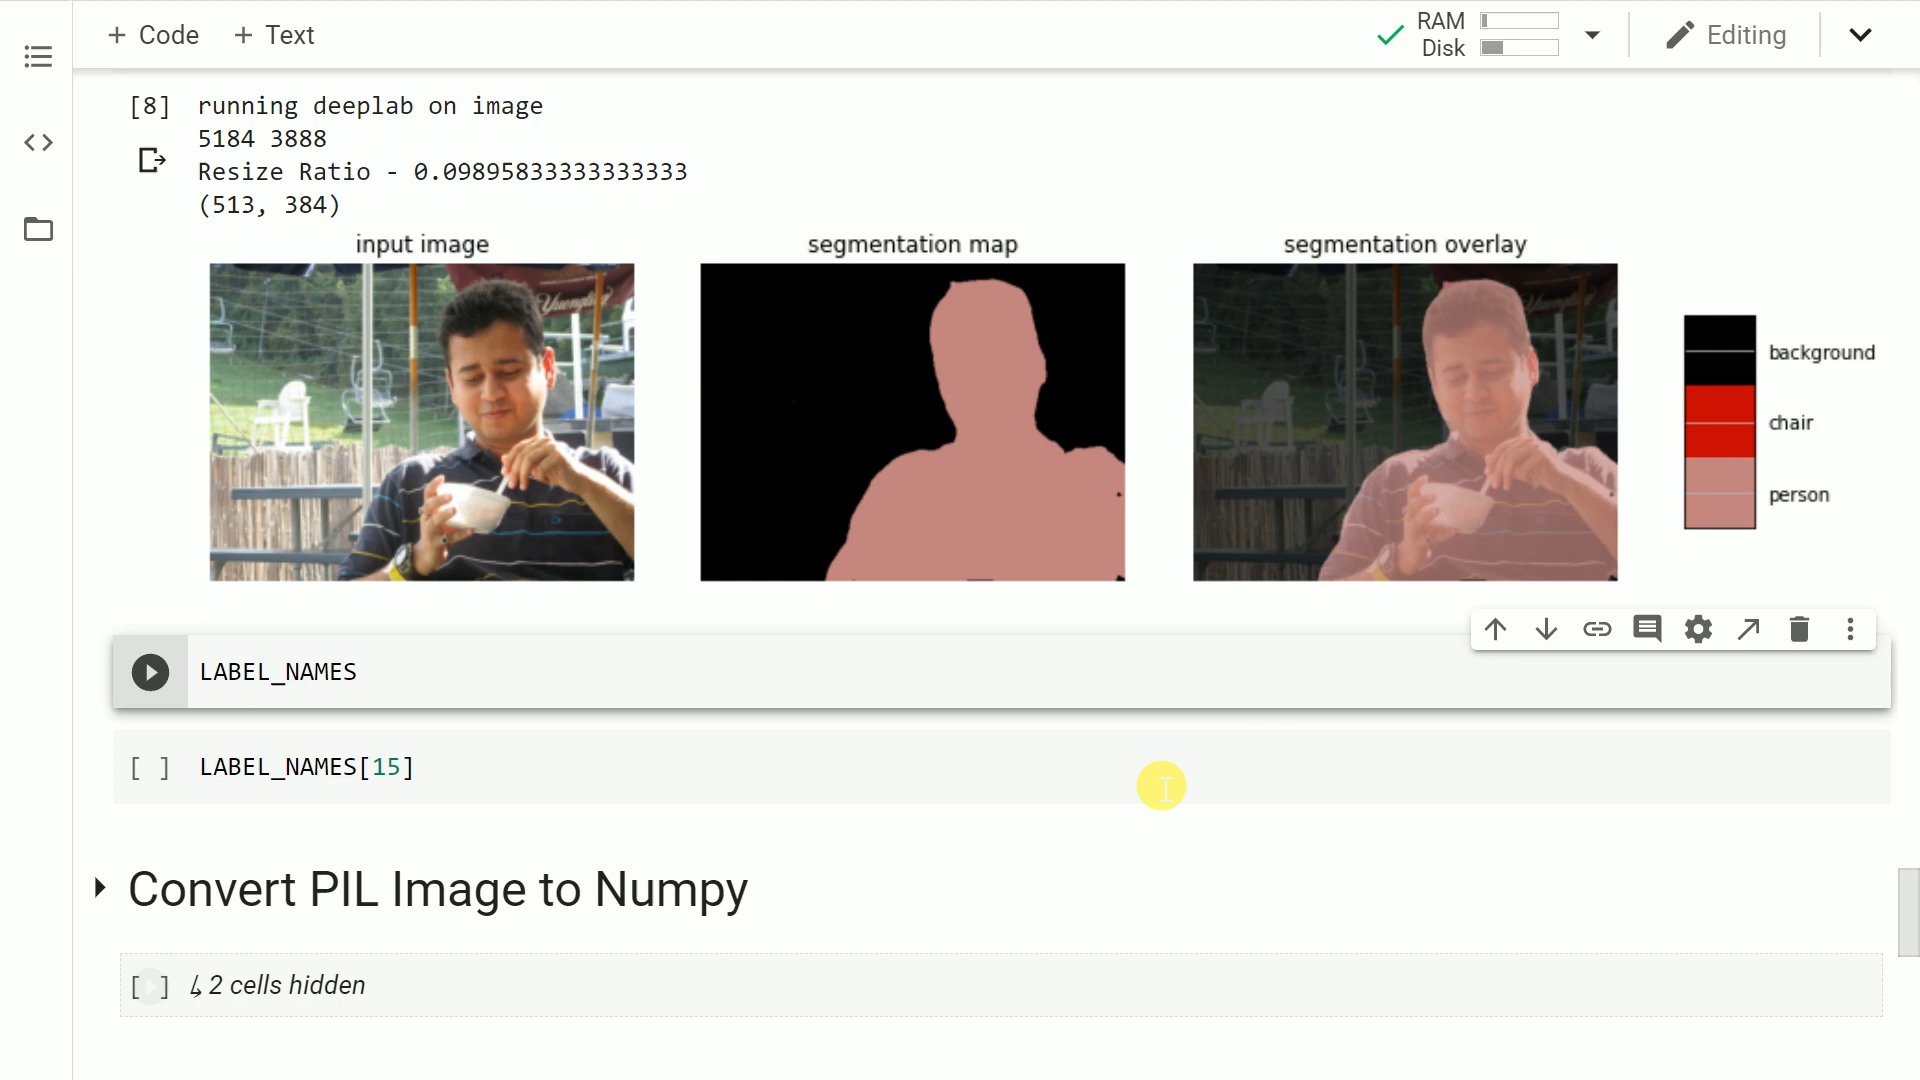 + Code + Text
RAM
Disk
Editing
[8] running deeplab on image
5184 3888
Resize Ratio - 0.09895833333333333
(513, 384)
input image segmentation map segmentation overlay
Yuengling
background
chair
person
LABEL_NAMES
[ ] LABEL_NAMES[15]
Convert PIL Image to Numpy
[ ] ↳ 2 cells hidden